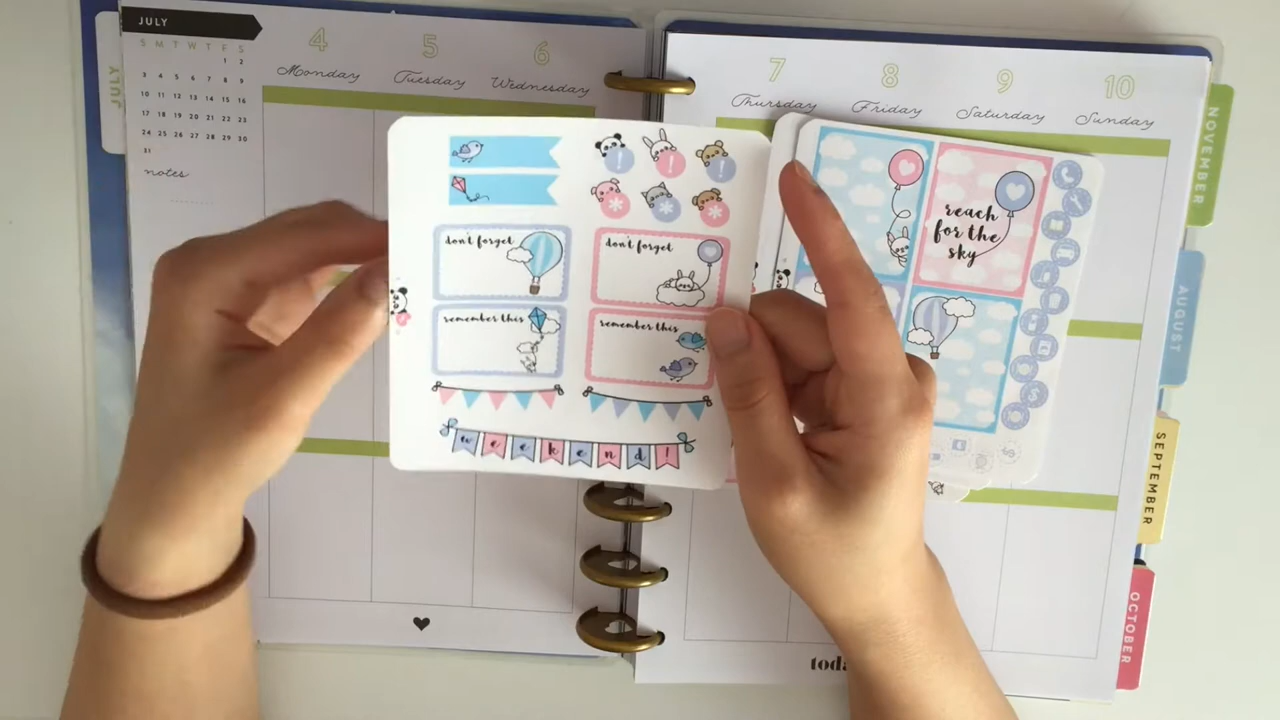 JULY
S M T W T F S
1 2
3 4 5 6 7 8 9
10 11 12 13 14 15 16
17 18 19 20 21 22 23
24 25 26 27 28 29 30
31
notes
JULY
4 5 6
Monday Tuesday Wednesday
7 8 9 10
Thursday Friday Saturday Sunday
! ! !
* * *
don't forget
don't forget
remember this
remember this
weekend!
reach
for the
sky
NOVEMBER
AUGUST
SEPTEMBER
OCTOBER